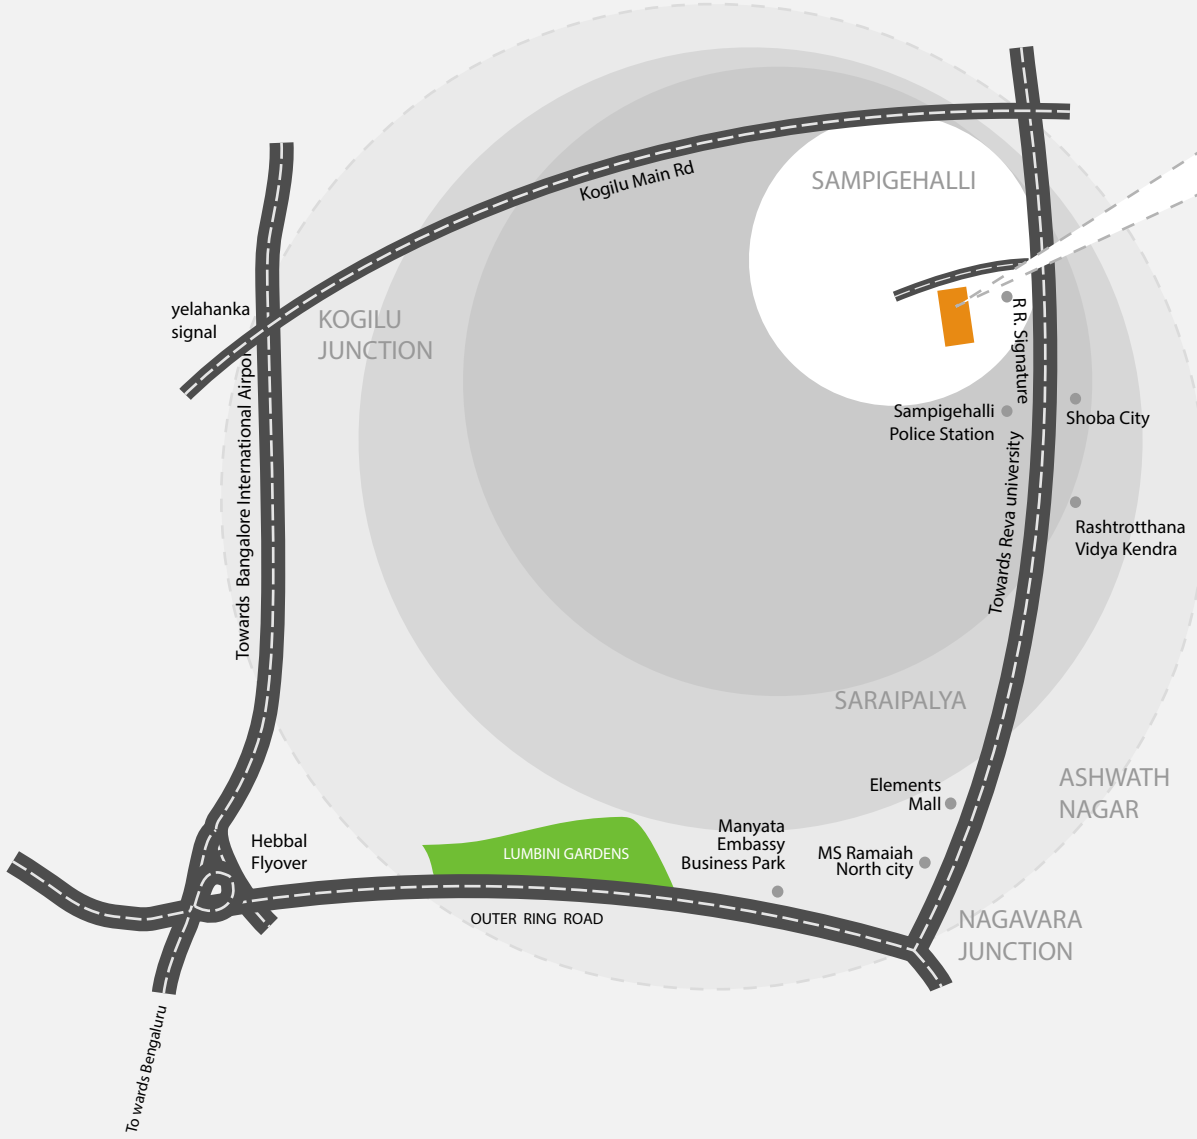 SAMPIGEHALLI
Kogilu Main Rd
yelahanka
signal
KOGILU
JUNCTION
R R. Signature
Sampigehalli
Police Station
Shoba City
Towards Reva university
Rashtrotthana
Vidya Kendra
Towards Bangalore International Airpor
SARAIPALYA
ASHWATH
NAGAR
Elements
Mall
Manyata
Embassy
Business Park
MS Ramaiah
North city
Hebbal
Flyover
LUMBINI GARDENS
OUTER RING ROAD
NAGAVARA
JUNCTION
To wards Bengaluru